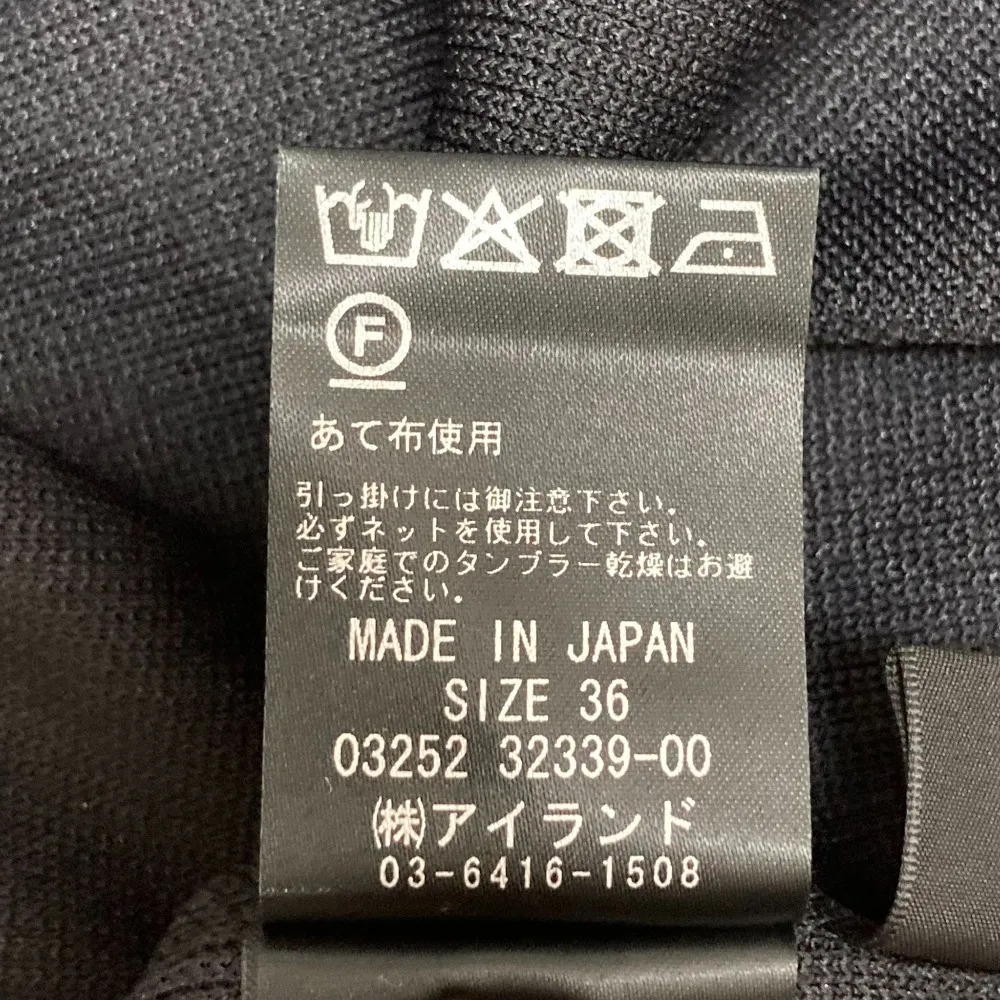 F
あて布使用
引っ掛けには御注意下さい。
必ずネットを使用して下さい。
ご家庭でのタンブラー乾燥はお避
けください。
MADE IN JAPAN
SIZE 36
03252 32339-00
㈱アイランド
03-6416-1508